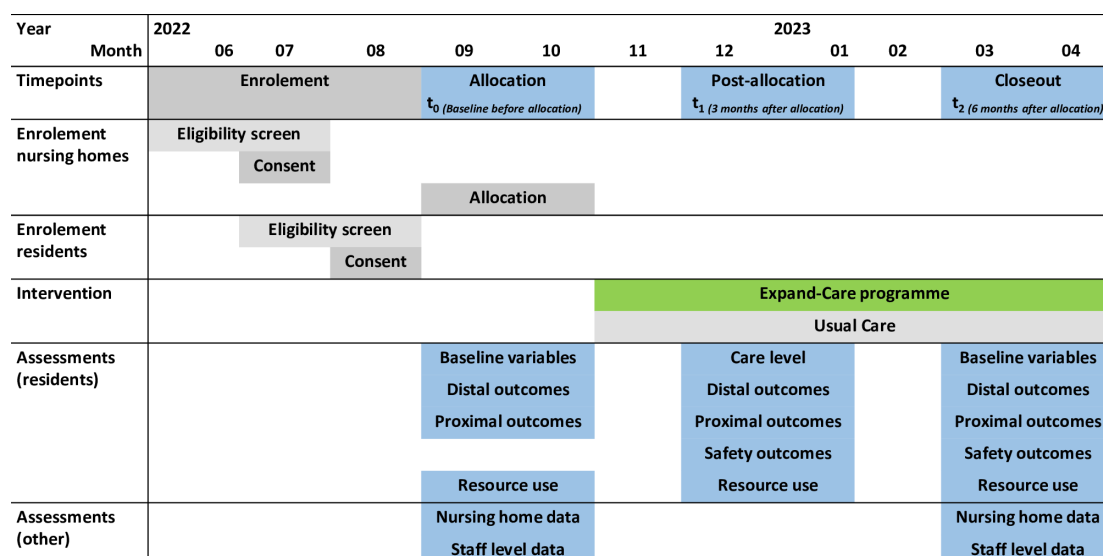 Year 2022 2023
Month 06 07 08 09 10 11 12 01 02 03 04
Timepoints Enrolement Allocation Post-allocation Closeout
t0 (Baseline before allocation) t1 (3 months after allocation) t2 (6 months after allocation)
Enrolement Eligibility screen
nursing homes Consent
Allocation
Enrolement Eligibility screen
residents Consent
Intervention Expand-Care programme
Usual Care
Assessments Baseline variables Care level Baseline variables
(residents) Distal outcomes Distal outcomes Distal outcomes
Proximal outcomes Proximal outcomes Proximal outcomes
Safety outcomes Safety outcomes
Resource use Resource use Resource use
Assessments Nursing home data Nursing home data
(other) Staff level data Staff level data